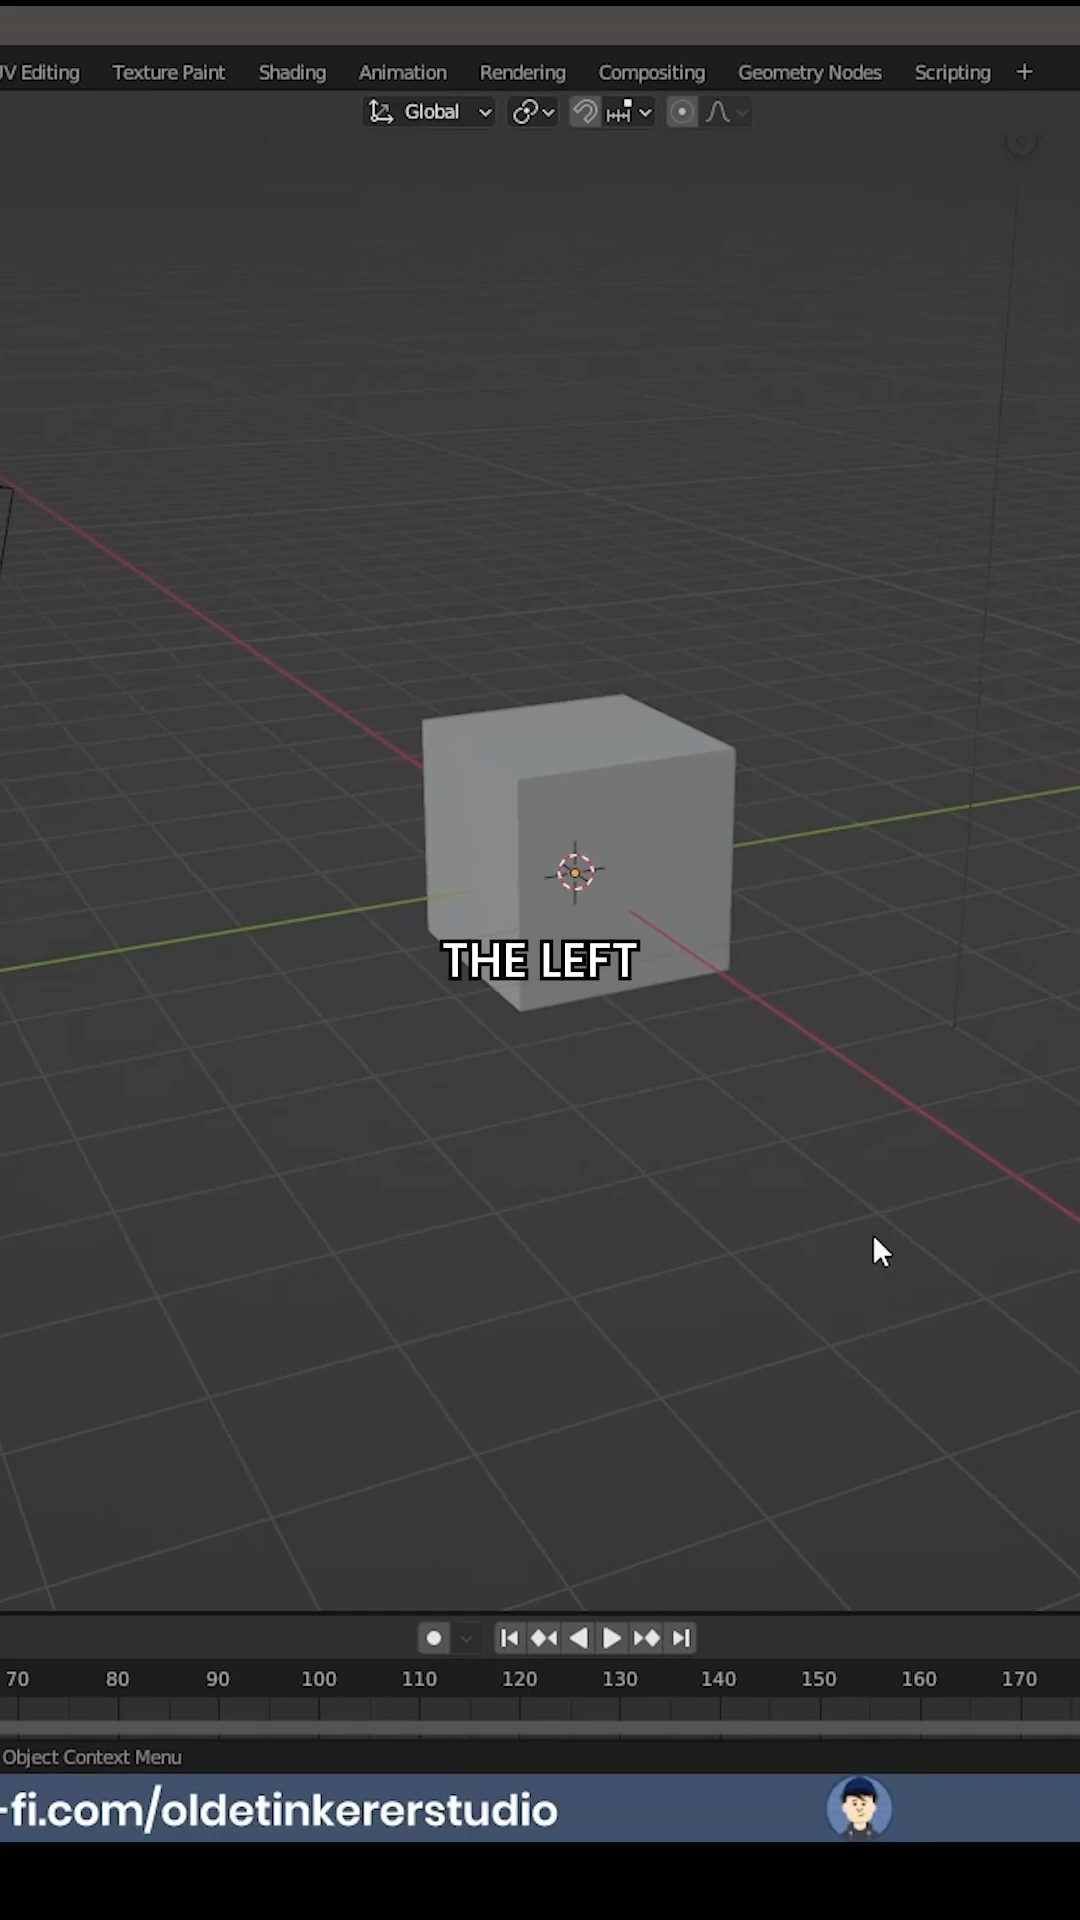 UV Editing Texture Paint Shading Animation Rendering Compositing Geometry Nodes Scripting +
Global
THE LEFT
70 80 90 100 110 120 130 140 150 160 170
Object Context Menu
-fi.com/oldetinkererstudio